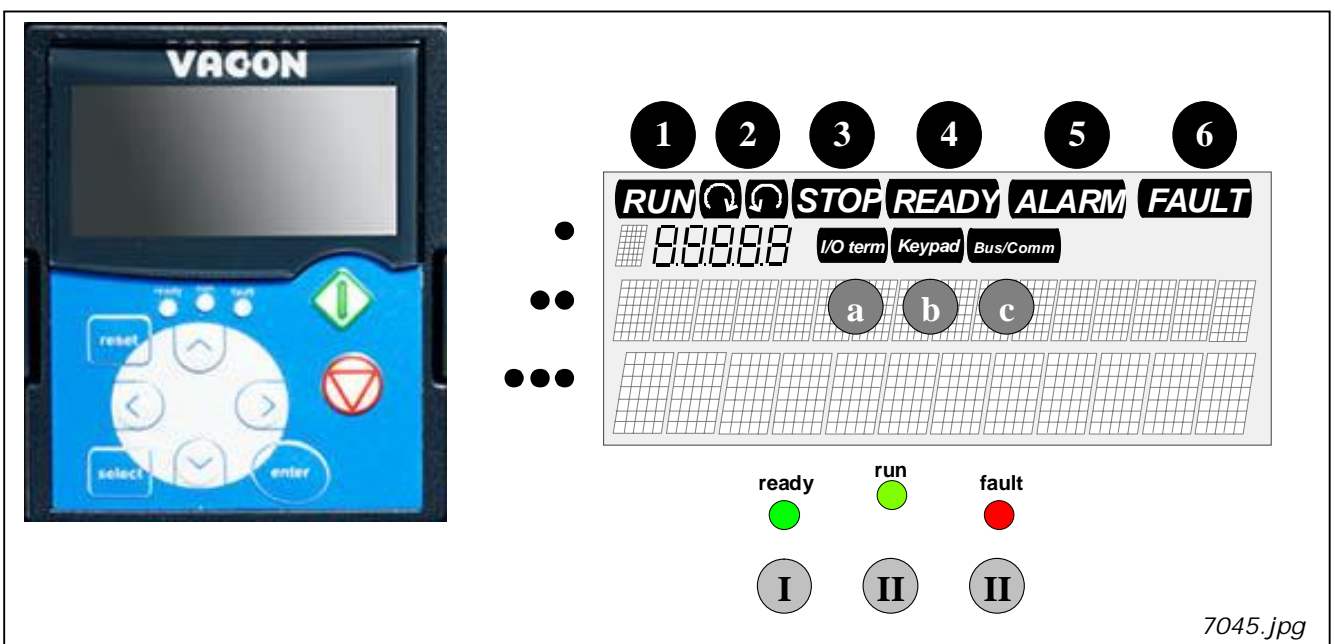 VACON
ready run fault
reset
select
enter
1 2 3 4 5 6
RUN STOP READY ALARM FAULT
88888 I/O term Keypad Bus/Comm
a b c
ready run fault
I II II
7045.jpg